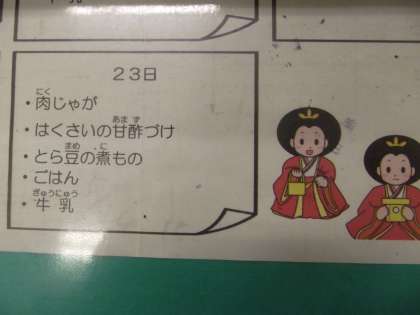 23日
・肉じゃが
・はくさいの甘酢づけ
・とら豆の煮もの
・ごはん
・牛乳